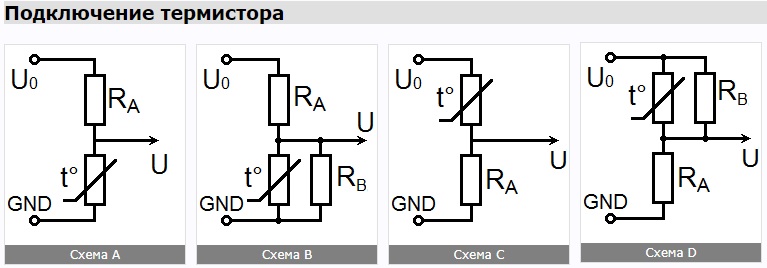 Подключение термистора
U0
RA
t°
U
GND
Схема A
U0
RA
U
t°
RB
GND
Схема B
U0
t°
U
RA
GND
Схема C
U0
t°
RB
U
RA
GND
Схема D